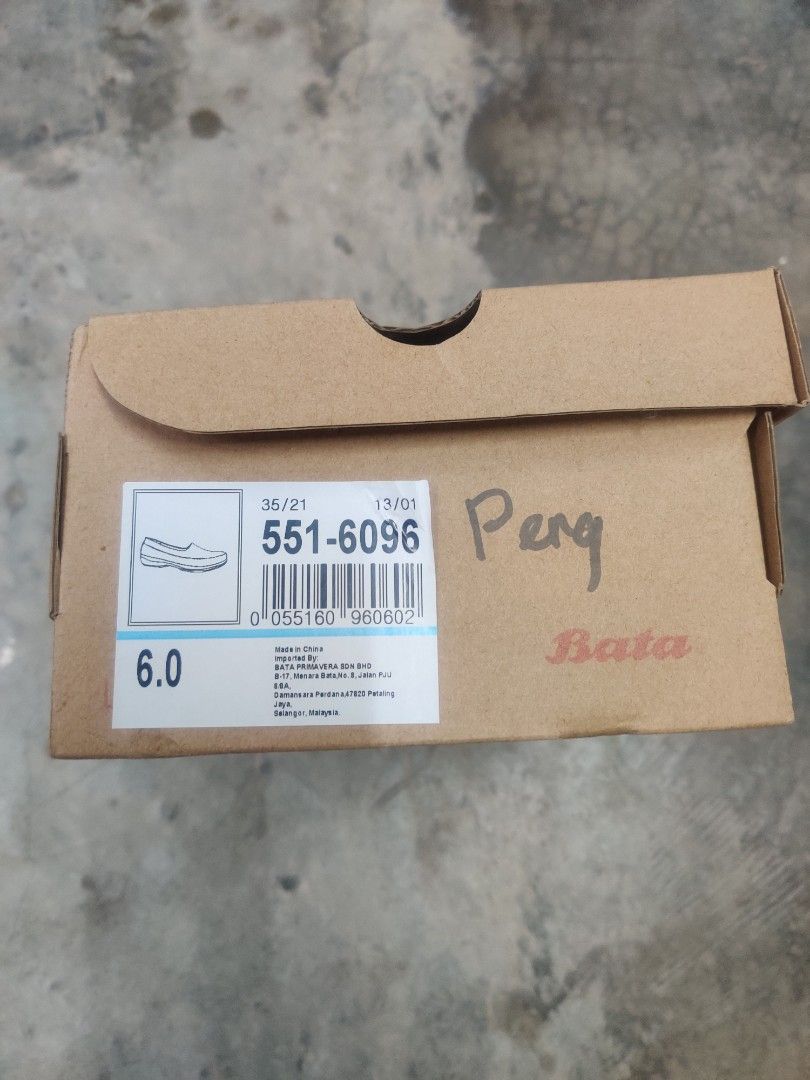 35/21 13/01
551-6096
0 055160 960602
6.0
Made in China
Imported By:
BATA PRIMAVERA SDN BHD
B-17, Menara Bata,No. 8, Jalan PJU
8/8A,
Damansara Perdana,47820 Petaling
Jaya,
Selangor, Malaysia.
Peng
Bata